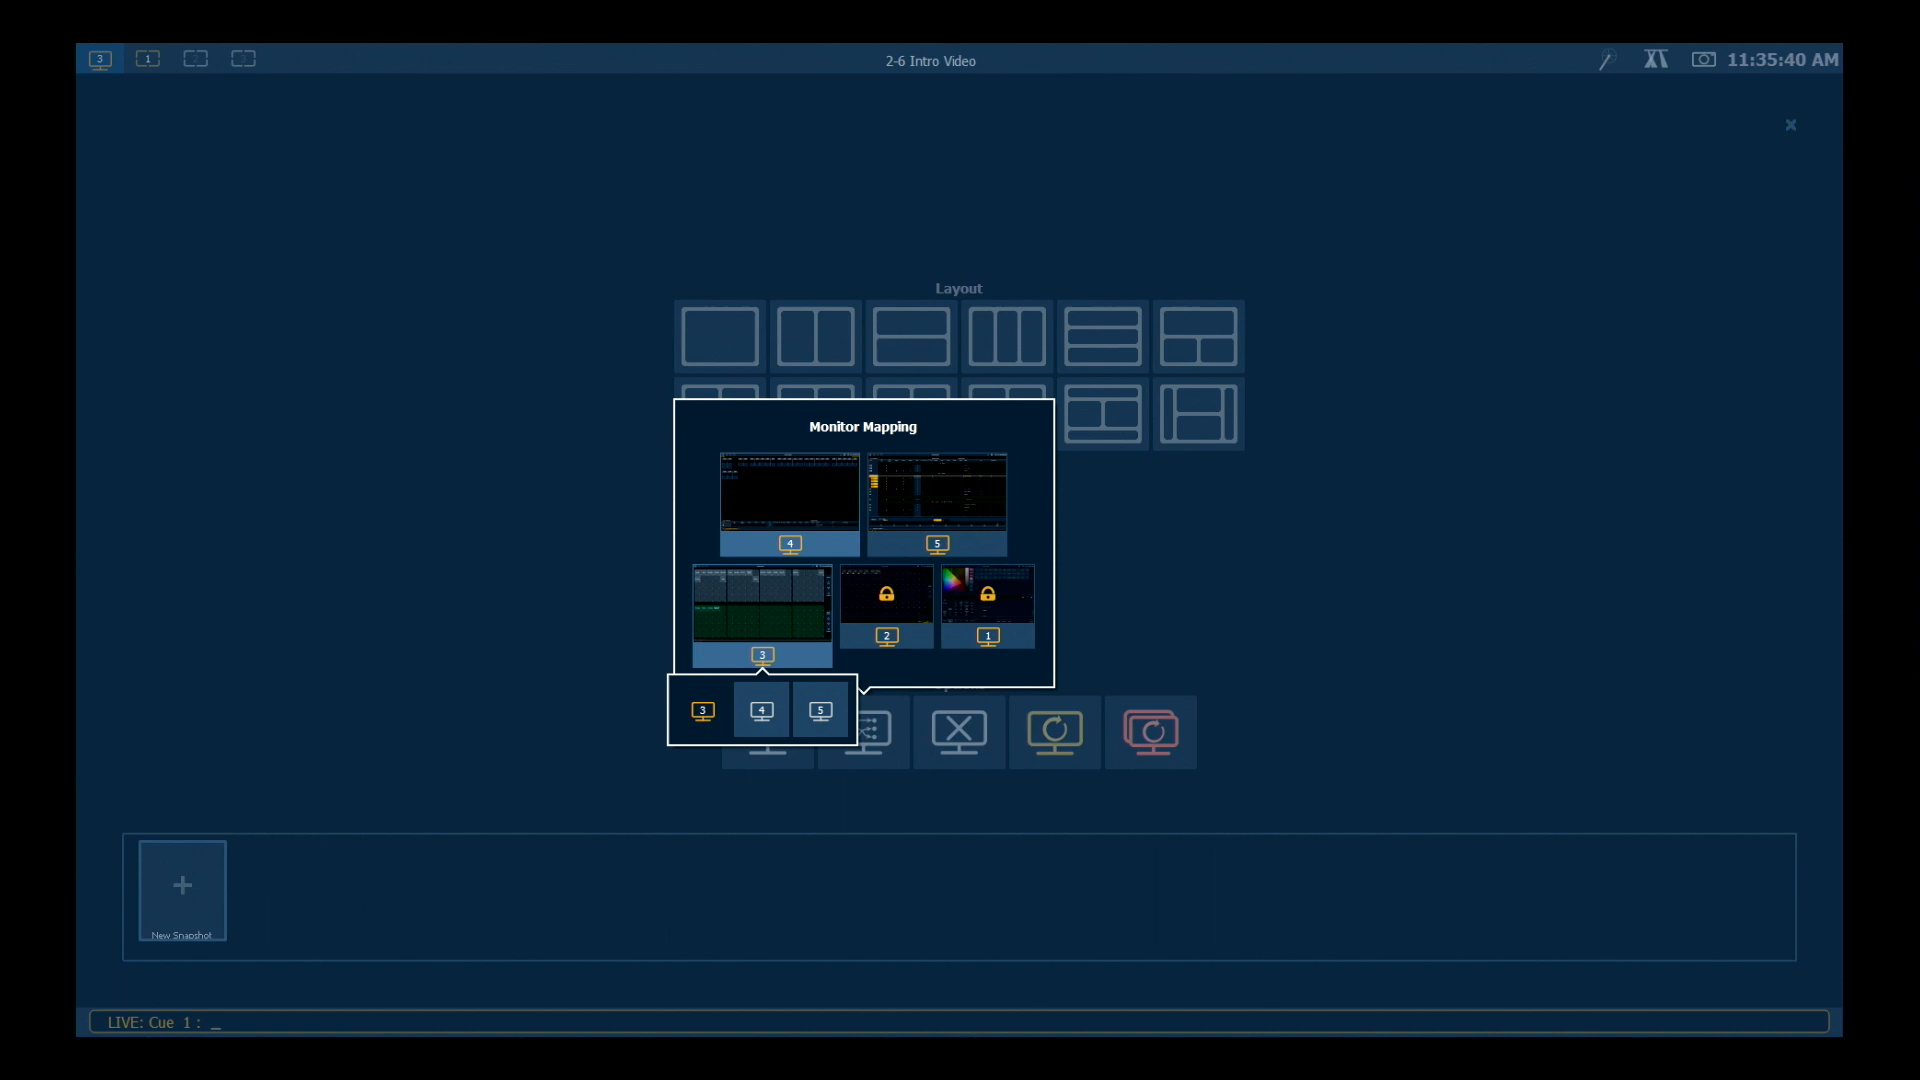 3 1 2-6 Intro Video 11:35:40 AM
Layout
Monitor Mapping
4 5
3 2 1
3 4 5
New Snapshot
LIVE: Cue 1 : _